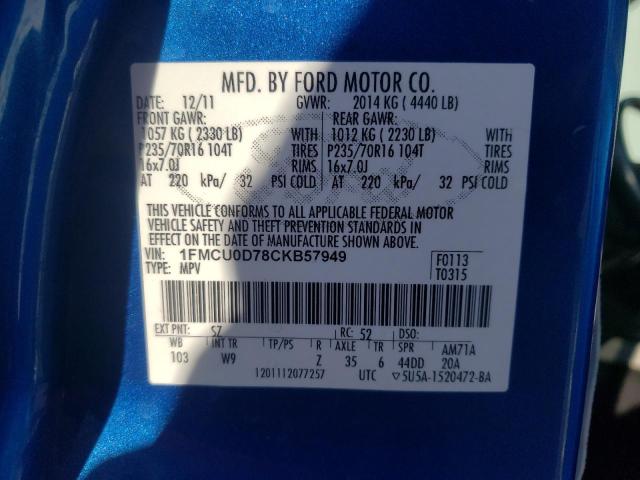 MFD. BY FORD MOTOR CO.
DATE: 12/11 GVWR: 2014 KG ( 4440 LB)
FRONT GAWR: REAR GAWR:
1057 KG ( 2330 LB) WITH 1012 KG ( 2230 LB) WITH
P235/70R16 104T TIRES P235/70R16 104T TIRES
16x7.0J RIMS 16x7.0J RIMS
AT 220 kPa/ 32 PSI COLD AT 220 kPa/ 32 PSI COLD
THIS VEHICLE CONFORMS TO ALL APPLICABLE FEDERAL MOTOR
VEHICLE SAFETY AND THEFT PREVENTION STANDARDS IN
EFFECT ON THE DATE OF MANUFACTURE SHOWN ABOVE.
VIN: 1FMCU0D78CKB57949 F0113
TYPE: MPV T0315
EXT PNT: SZ RC: 52 DSO:
WB INT TR TP/PS R AXLE TR SPR AM71A
103 W9 Z 35 6 44DD 20A
1201112077257 UTC ▽5U5A-1520472-BA